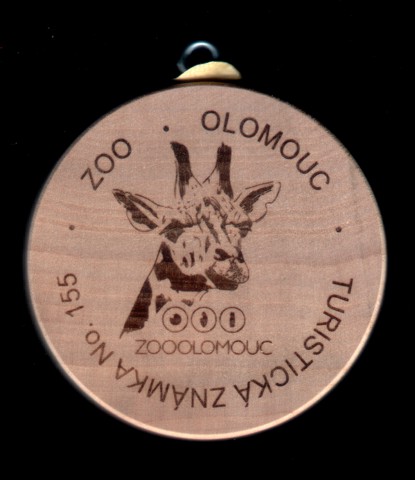 ZOO · OLOMOUC
ZOOOLOMOUC
TURISTICKÁ ZNÁMKA No. 155